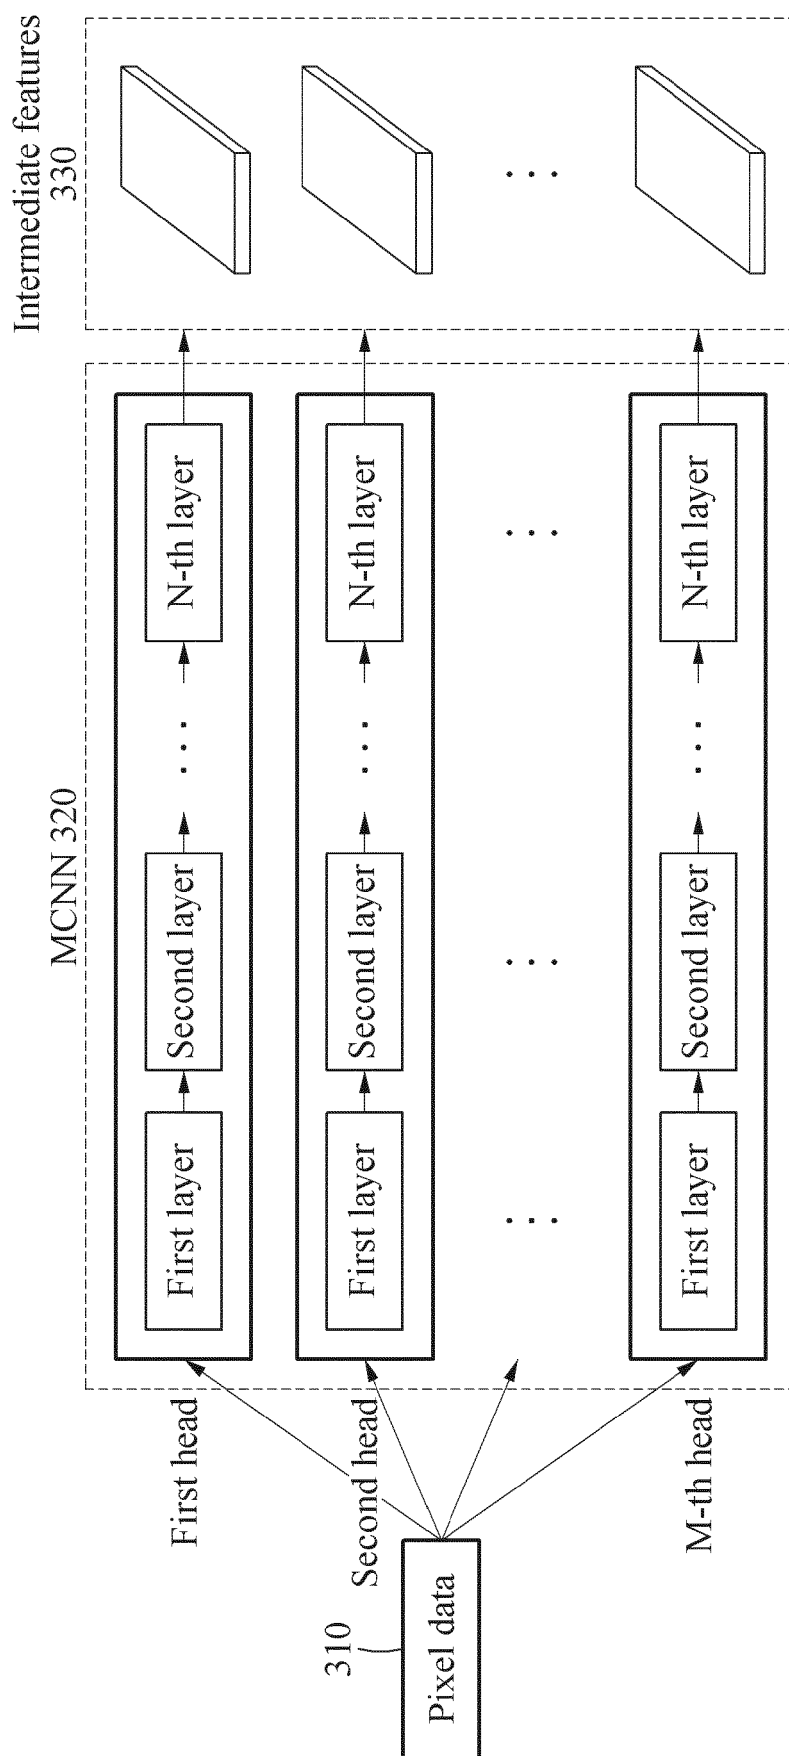 310
Pixel data
MCNN 320
First head
First layer
Second layer
. . .
N-th layer
Second head
First layer
Second layer
. . .
N-th layer
. . .
. . .
. . .
M-th head
First layer
Second layer
. . .
N-th layer
Intermediate features
330
. . .